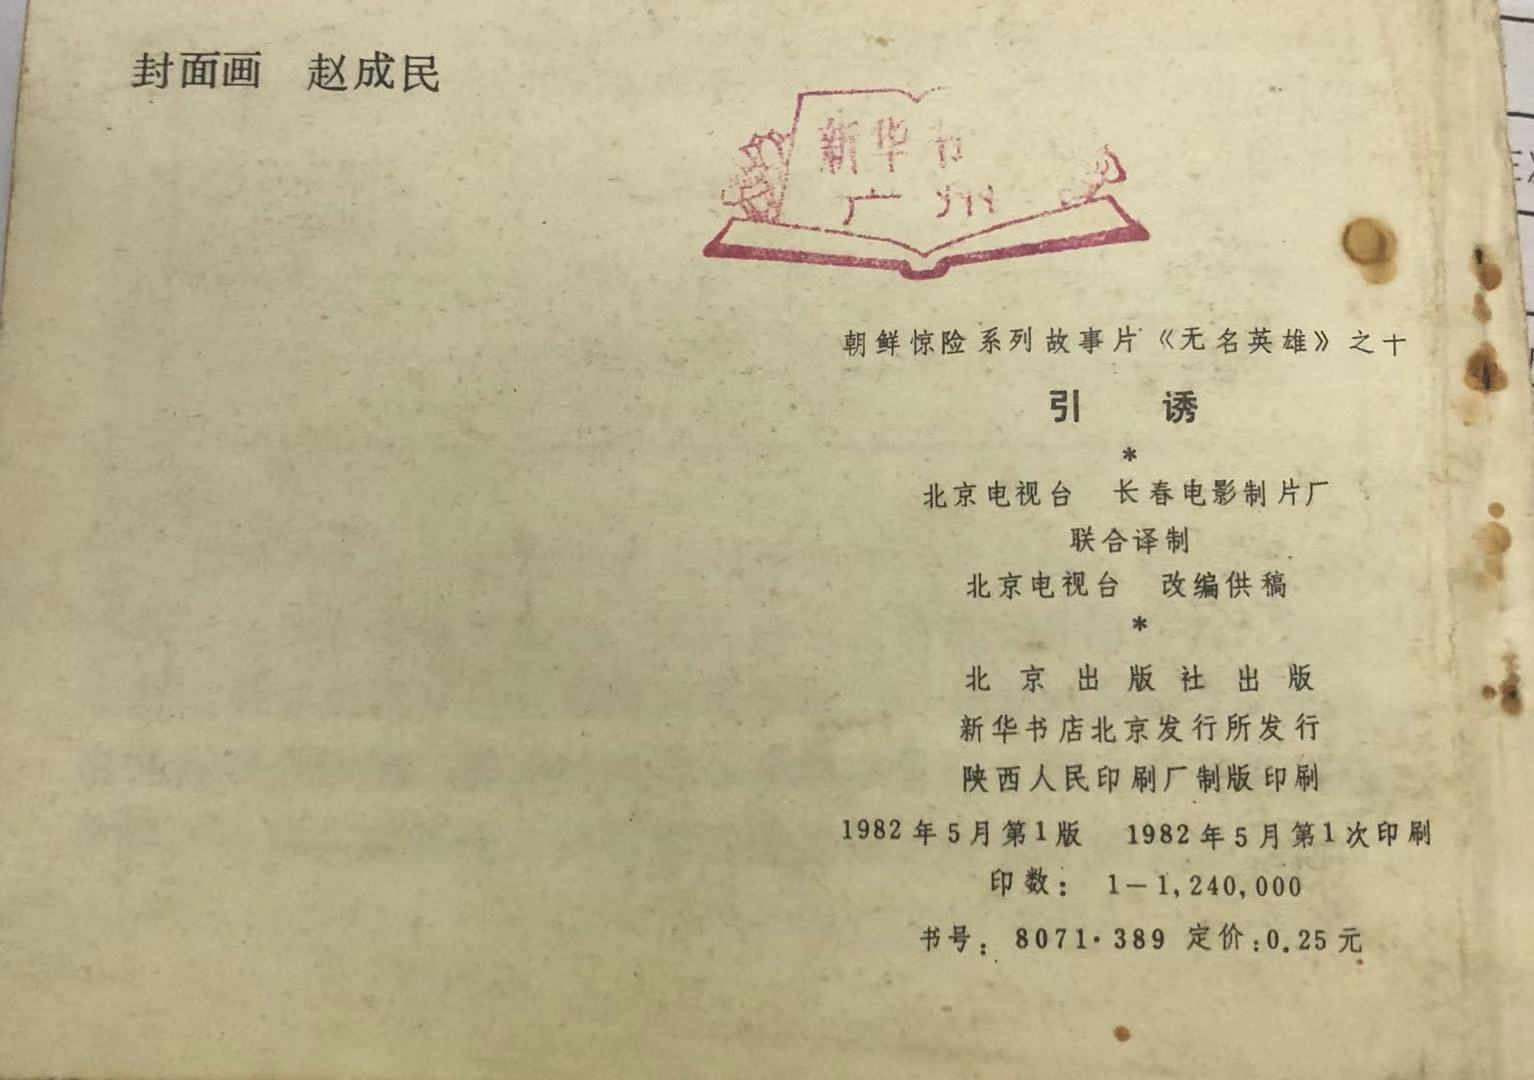 封面画 赵成民
新华书
广州
朝鲜惊险系列故事片《无名英雄》之十
引 诱
*
北京电视台 长春电影制片厂
联合译制
北京电视台 改编供稿
*
北京出版社出版
新华书店北京发行所发行
陕西人民印刷厂制版印刷
1982年5月第1版 1982年5月第1次印刷
印数：1—1,240,000
书号：8071·389 定价：0.25元